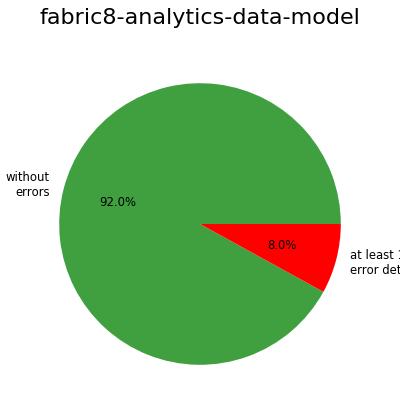 fabric8-analytics-data-model
without
errors
92.0%
8.0%
at least 1
error det